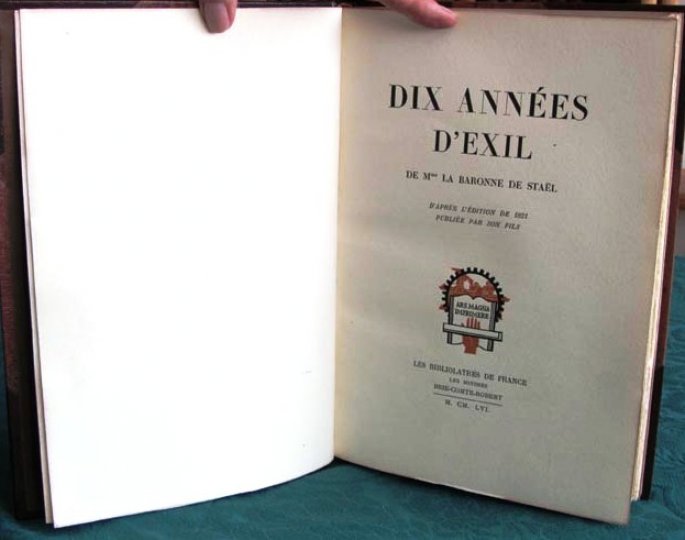 DIX ANNÉES
D'EXIL
DE Mme LA BARONNE DE STAËL
D'APRÈS L'ÉDITION DE 1821
PUBLIÉE PAR SON FILS
ARS MAGNA
IMPRIMERE
LES BIBLIOLATRES DE FRANCE
LES
BRIE-COMTE-ROBERT
M. CM. LVI.